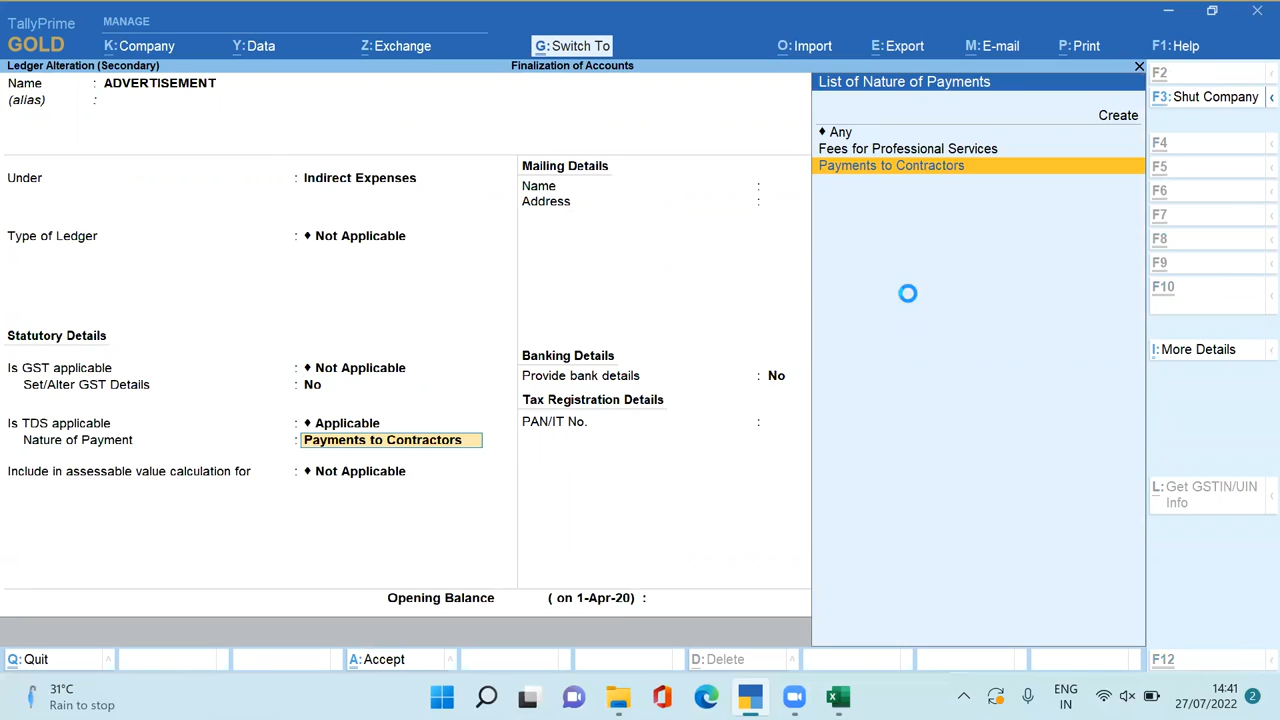 TallyPrime
MANAGE
GOLD
K: Company
Y: Data
Z: Exchange
G: Switch To
O: Import
E: Export
M: E-mail
P: Print
F1: Help
Ledger Alteration (Secondary)
Finalization of Accounts
Name : ADVERTISEMENT
(alias) :
Under : Indirect Expenses
Type of Ledger : ♦ Not Applicable
Statutory Details
Is GST applicable : ♦ Not Applicable
Set/Alter GST Details : No
Is TDS applicable : ♦ Applicable
Nature of Payment : Payments to Contractors
Include in assessable value calculation for : ♦ Not Applicable
Mailing Details
Name :
Address :
Banking Details
Provide bank details : No
Tax Registration Details
PAN/IT No. :
Opening Balance ( on 1-Apr-20) :
List of Nature of Payments
Create
♦ Any
Fees for Professional Services
Payments to Contractors
F2
F3: Shut Company
F4
F5
F6
F7
F8
F9
F10
I: More Details
L: Get GSTIN/UIN
Info
Q: Quit
A: Accept
D: Delete
F12
31°C
Rain to stop
ENG
IN
14:41
27/07/2022
2